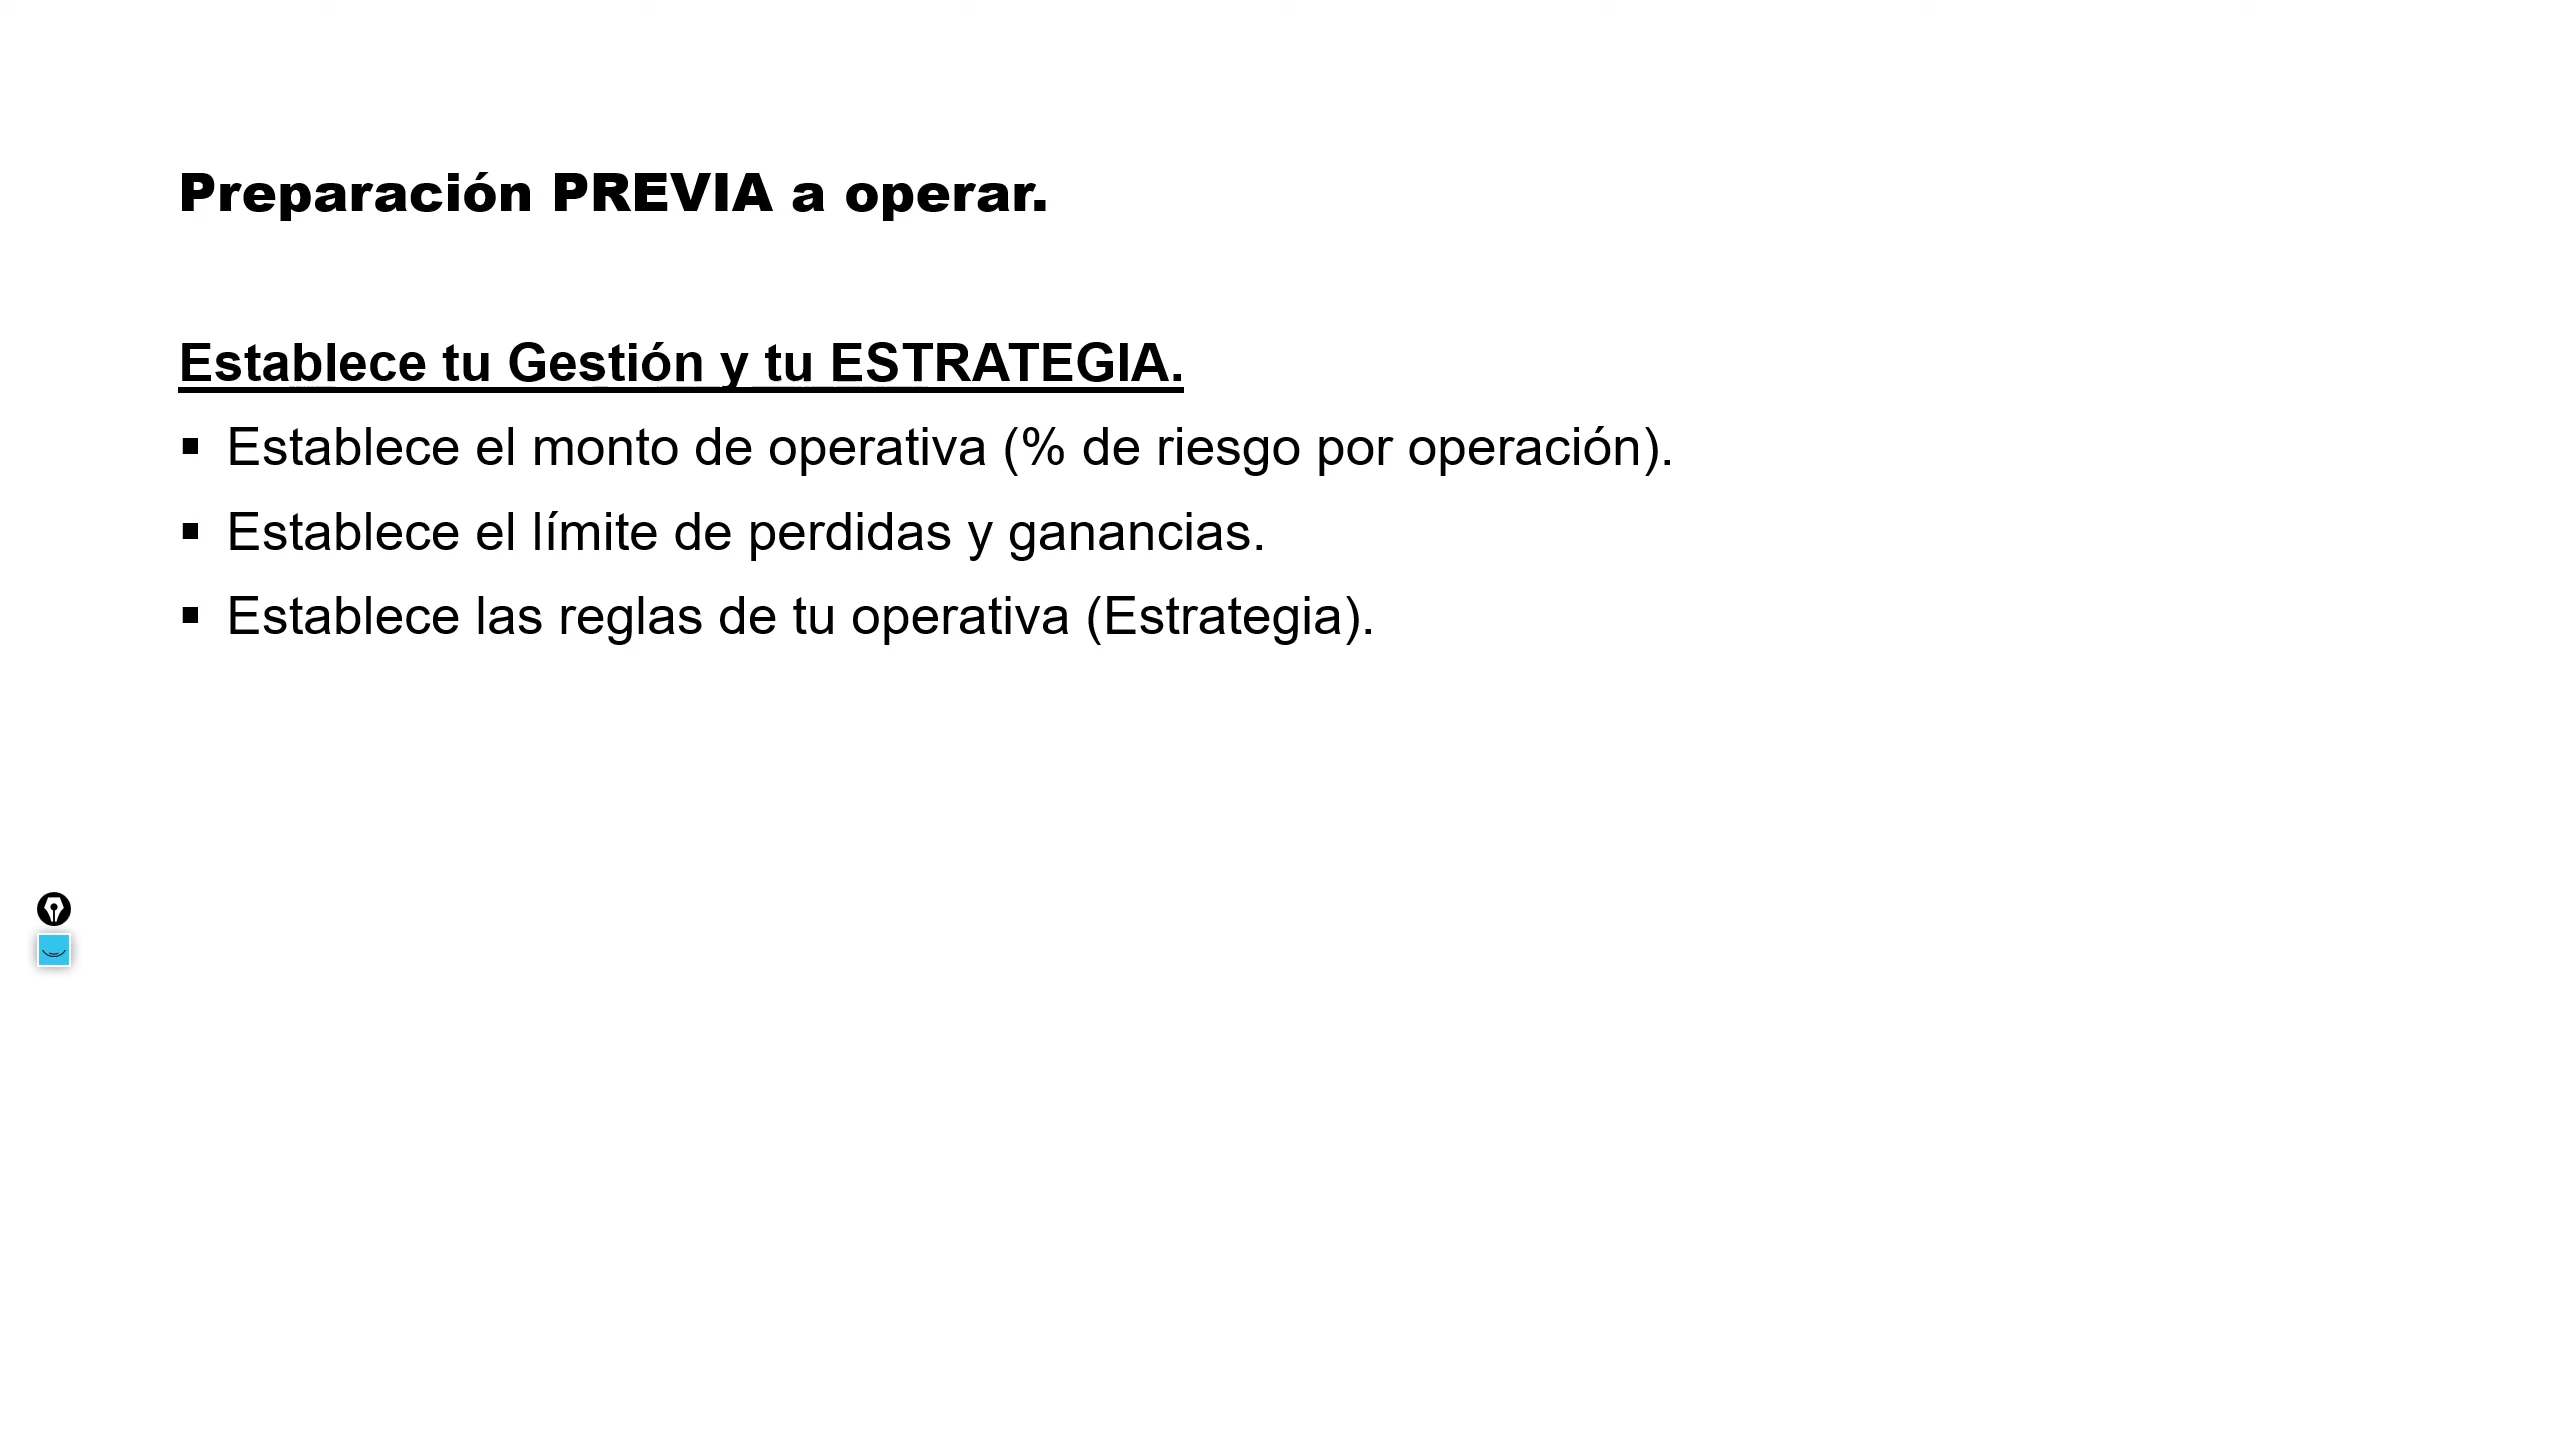 Preparación PREVIA a operar.
Establece tu Gestión y tu ESTRATEGIA.
▪ Establece el monto de operativa (% de riesgo por operación).
▪ Establece el límite de perdidas y ganancias.
▪ Establece las reglas de tu operativa (Estrategia).